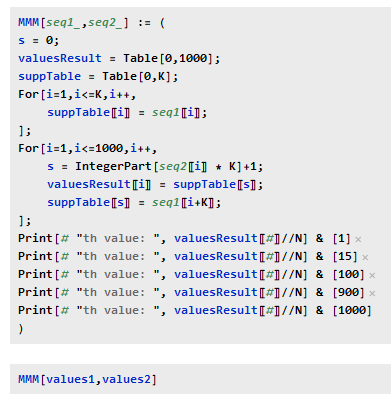 MMM[seq1_,seq2_] := (
s = 0;
valuesResult = Table[0,1000];
suppTable = Table[0,K];
For[i=1,i<=K,i++,
suppTable⟦i⟧ = seq1⟦i⟧;
];
For[i=1,i<=1000,i++,
s = IntegerPart[seq2⟦i⟧ * K]+1;
valuesResult⟦i⟧ = suppTable⟦s⟧;
suppTable⟦s⟧ = seq1⟦i+K⟧;
];
Print[# "th value: ", valuesResult⟦#⟧//N] & [1]×
Print[# "th value: ", valuesResult⟦#⟧//N] & [15]×
Print[# "th value: ", valuesResult⟦#⟧//N] & [100]×
Print[# "th value: ", valuesResult⟦#⟧//N] & [900]×
Print[# "th value: ", valuesResult⟦#⟧//N] & [1000]
)
MMM[values1,values2]